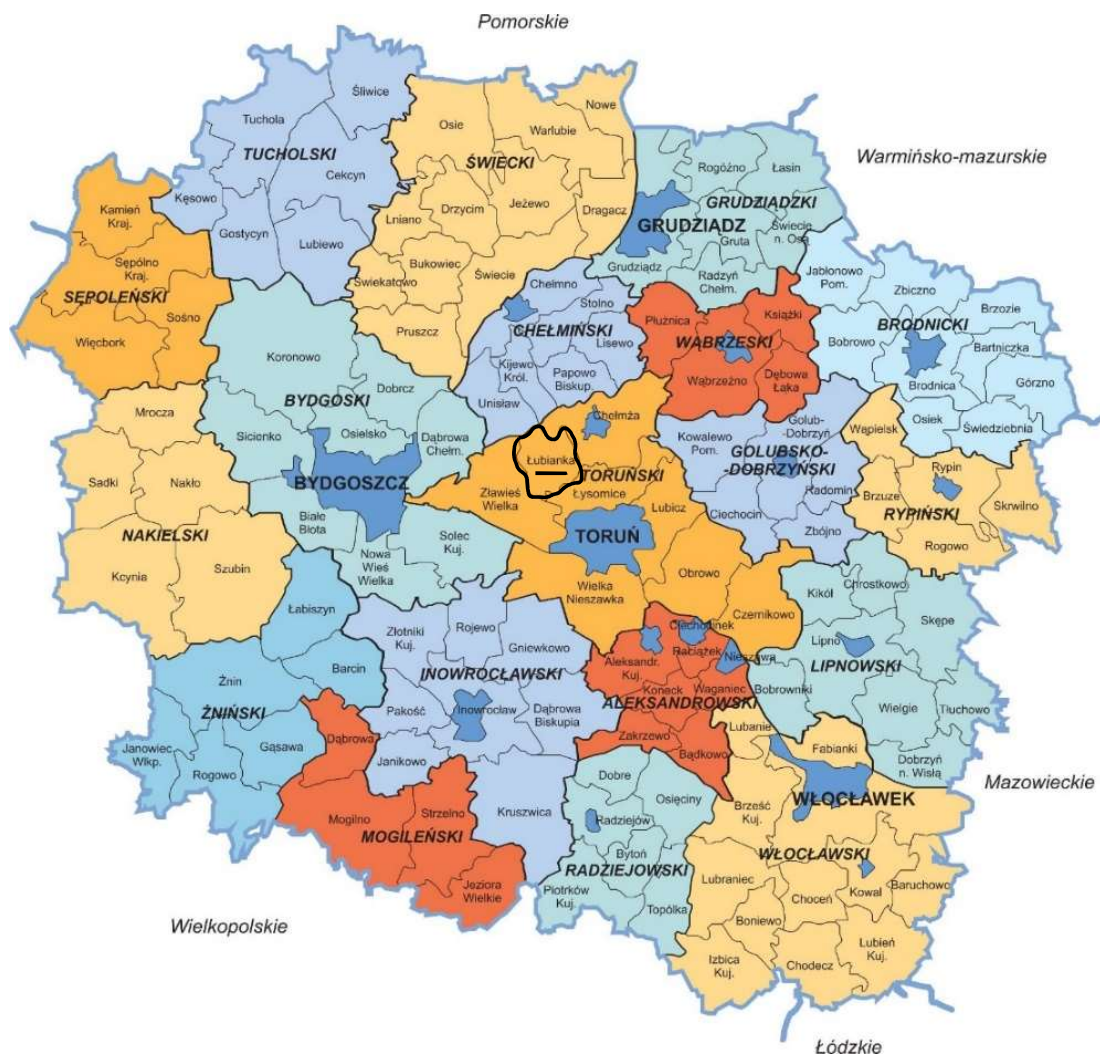 Pomorskie
Warmińsko-mazurskie
Mazowieckie
Łódzkie
Wielkopolskie
Śliwice
Tuchola
TUCHOLSKI
Cekcyn
Kęsowo
Gostycyn
Lubiewo
Nowe
Osie
Warlubie
ŚWIECKI
Drzycim
Jeżewo
Lniano
Dragacz
Bukowiec
Świecie
Świekatowo
Pruszcz
Rogóźno
Łasin
GRUDZIĄDZKI
GRUDZIADZ
Gruta
Świecie
n. Osą
Grudziądz
Radzyń
Chełm.
Kamień
Kraj.
Sępólno
Kraj.
SĘPOLEŃSKI
Sośno
Więcbork
Chełmno
Stolno
CHEŁMIŃSKI
Lisewo
Kijewo
Król.
Papowo
Biskup.
Unisław
Płużnica
Książki
WĄBRZESKI
Wąbrzeźno
Dębowa
Łąka
Jabłonowo
Pom.
Zbiczno
Brzozie
BRODNICKI
Bobrowo
Bartniczka
Brodnica
Górzno
Osiek
Świedziebnia
Koronowo
Dobrcz
BYDGOSKI
Sicienko
Osielsko
Dąbrowa
Chełm.
BYDGOSZCZ
Białe
Błota
Nowa
Wieś
Wielka
Solec
Kuj.
Mrocza
Sadki
Nakło
NAKIELSKI
Kcynia
Szubin
Chełmża
Łubianka
TORUŃSKI
Zławieś
Wielka
Łysomice
Lubicz
TORUŃ
Wielka
Nieszawka
Obrowo
Czernikowo
Golub-
Dobrzyń
Kowalewo
Pom.
GOLUBSKO-
-DOBRZYŃSKI
Radomin
Ciechocin
Zbójno
Wąpielsk
Rypin
Brzuze
Skrwilno
RYPIŃSKI
Rogowo
Łabiszyn
Barcin
Żnin
ŻNIŃSKI
Janowiec
Wlkp.
Gąsawa
Rogowo
Złotniki
Kuj.
Rojewo
Gniewkowo
INOWROCŁAWSKI
Pakość
Inowrocław
Dąbrowa
Biskupia
Janikowo
Kruszwica
Ciechocinek
Aleksandr.
Kuj.
Raciążek
Nieszawa
Koneck
Waganiec
ALEKSANDROWSKI
Zakrzewo
Bądkowo
Chrostkowo
Kikół
Skępe
Lipno
LIPNOWSKI
Bobrowniki
Wielgie
Tłuchowo
Dobrzyń
n. Wisłą
Dąbrowa
Mogilno
Strzelno
MOGILEŃSKI
Jeziora
Wielkie
Dobre
Osięciny
Radziejów
Bytoń
RADZIEJOWSKI
Piotrków
Kuj.
Topólka
Lubanie
Fabianki
Brześć
Kuj.
WŁOCŁAWEK
WŁOCŁAWSKI
Lubraniec
Kowal
Baruchowo
Choceń
Boniewo
Izbica
Kuj.
Chodecz
Lubień
Kuj.